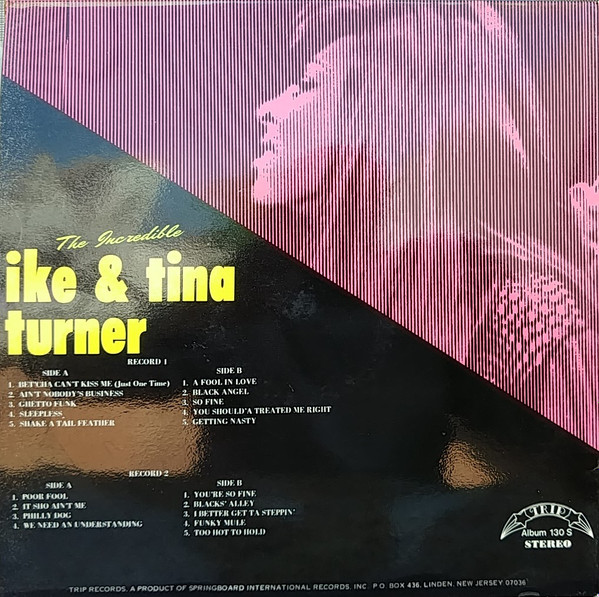 The Incredible
ike & tina
turner
RECORD 1
SIDE A
1. BET'CHA CAN'T KISS ME (Just One Time)
2. AIN'T NOBODY'S BUSINESS
3. GHETTO FUNK
4. SLEEPLESS
5. SHAKE A TAIL FEATHER
SIDE B
1. A FOOL IN LOVE
2. BLACK ANGEL
3. SO FINE
4. YOU SHOULD'A TREATED ME RIGHT
5. GETTING NASTY
RECORD 2
SIDE A
1. POOR FOOL
2. IT SHO AIN'T ME
3. PHILLY DOG
4. WE NEED AN UNDERSTANDING
SIDE B
1. YOU'RE SO FINE
2. BLACKS' ALLEY
3. I BETTER GET TA STEPPIN'
4. FUNKY MULE
5. TOO HOT TO HOLD
TRIP
Album 130 S
STEREO
TRIP RECORDS, A PRODUCT OF SPRINGBOARD INTERNATIONAL RECORDS, INC. P.O. BOX 436, LINDEN, NEW JERSEY 07036